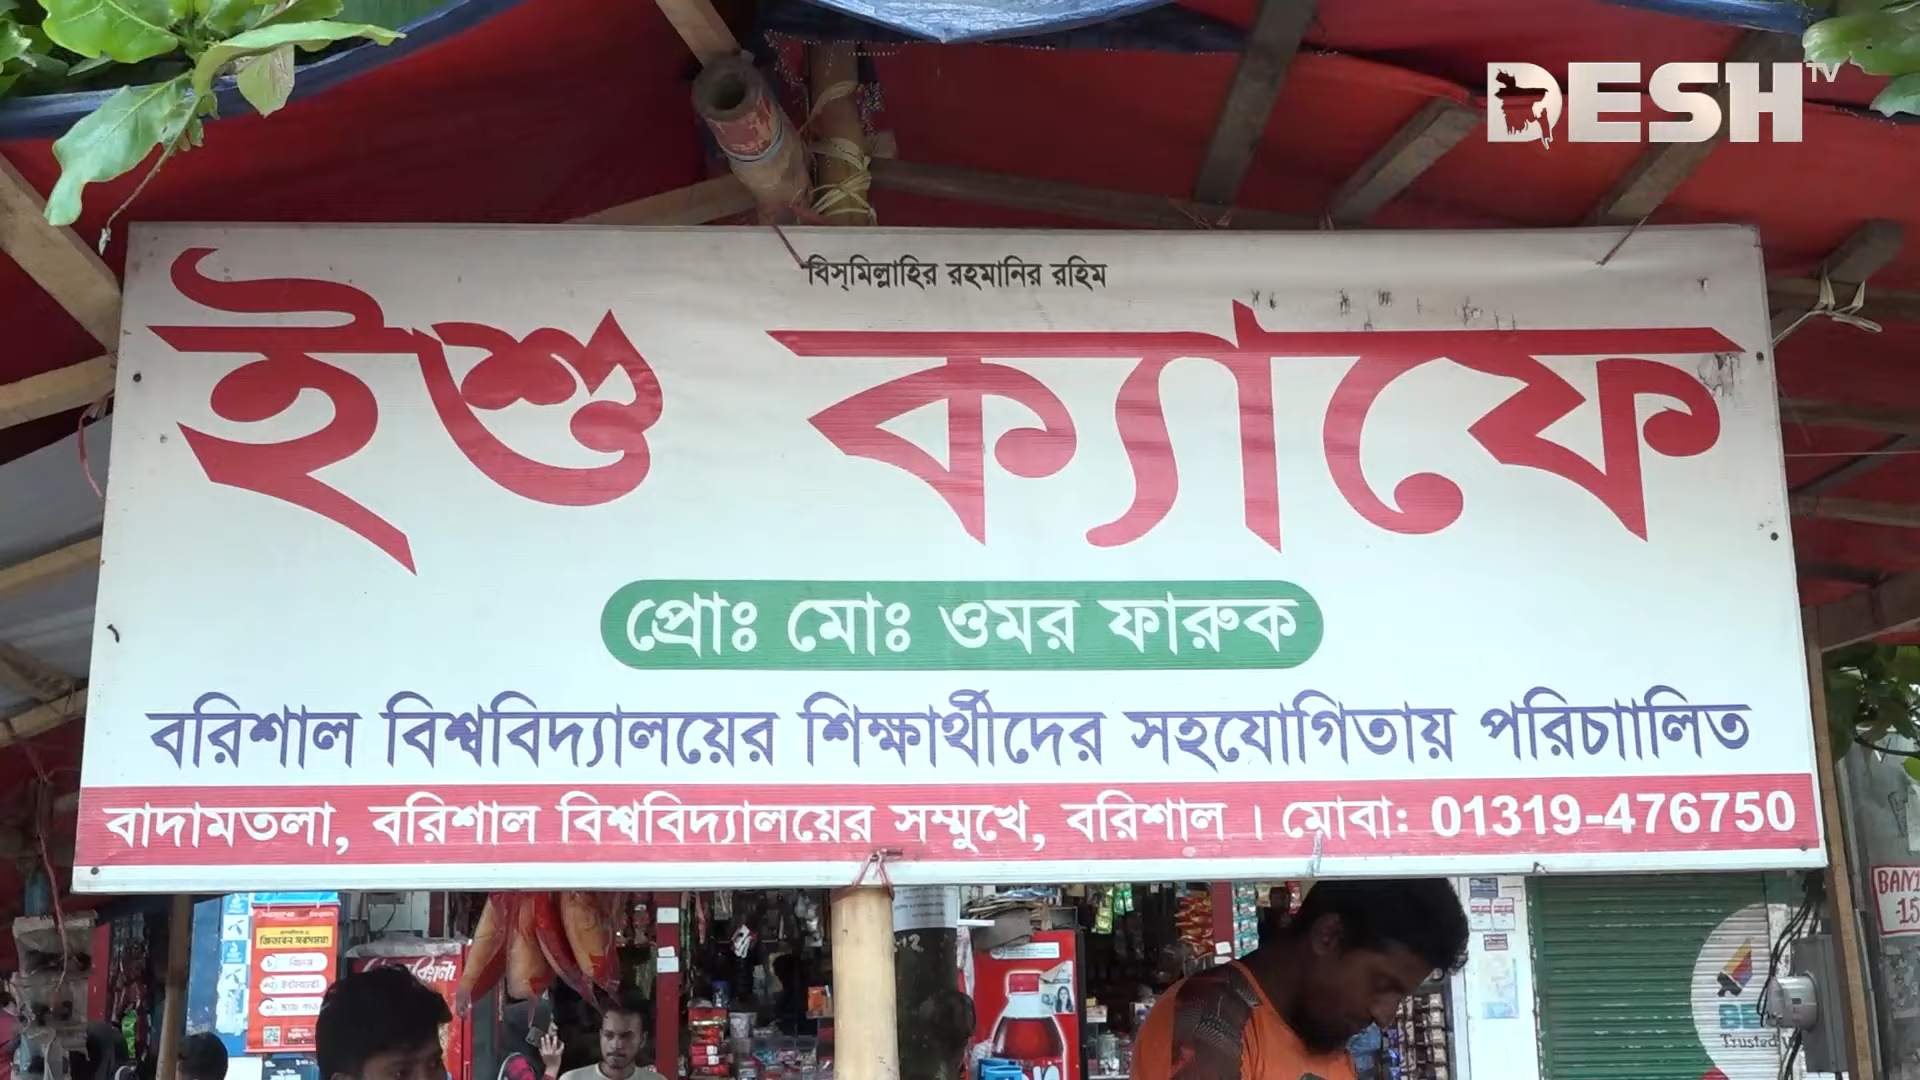 DESH TV
বিস্‌মিল্লাহির রহমানির রহিম
ইশু ক্যাফে
প্রোঃ মোঃ ওমর ফারুক
বরিশাল বিশ্ববিদ্যালয়ের শিক্ষার্থীদের সহযোগিতায় পরিচাালিত
বাদামতলা, বরিশাল বিশ্ববিদ্যালয়ের সম্মুখে, বরিশাল । মোবা: 01319-476750